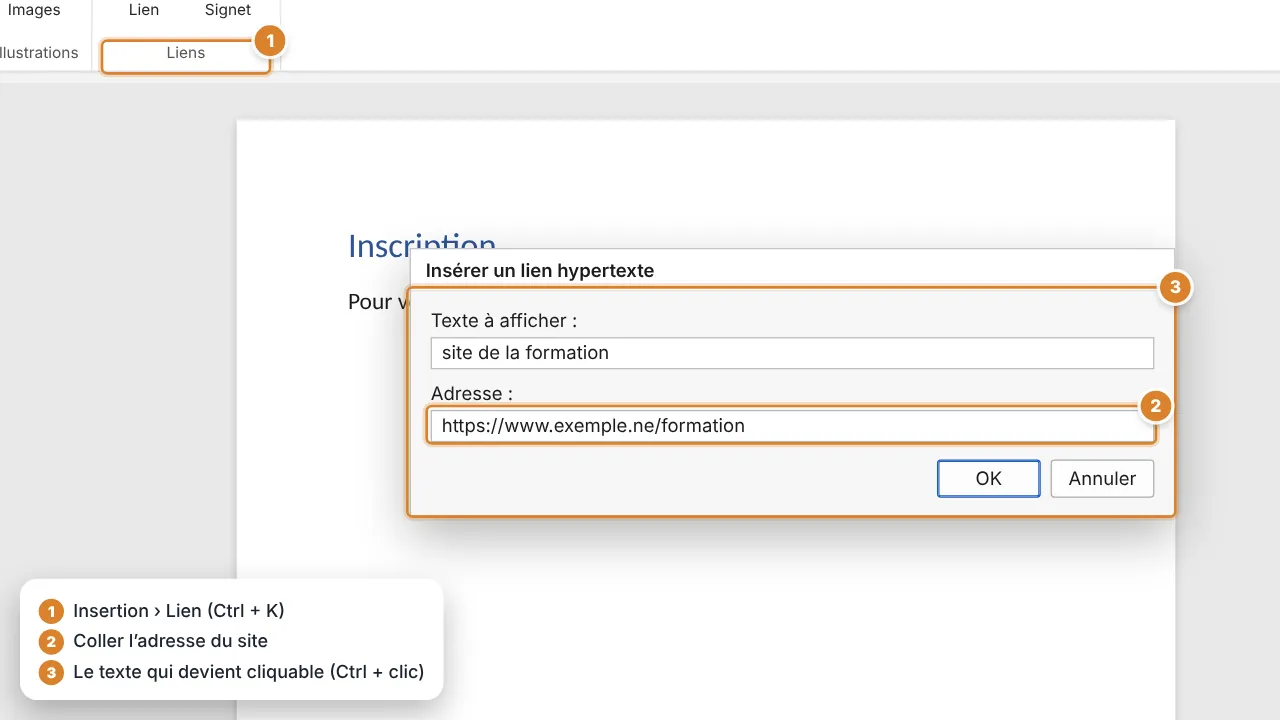 Images Lien Signet
Liens
1
Inscription
Insérer un lien hypertexte
3
Pour
Texte à afficher :
site de la formation
Adresse :
2
https://www.exemple.ne/formation
OK Annuler
1 Insertion › Lien (Ctrl + K)
2 Coller l’adresse du site
3 Le texte qui devient cliquable (Ctrl + clic)